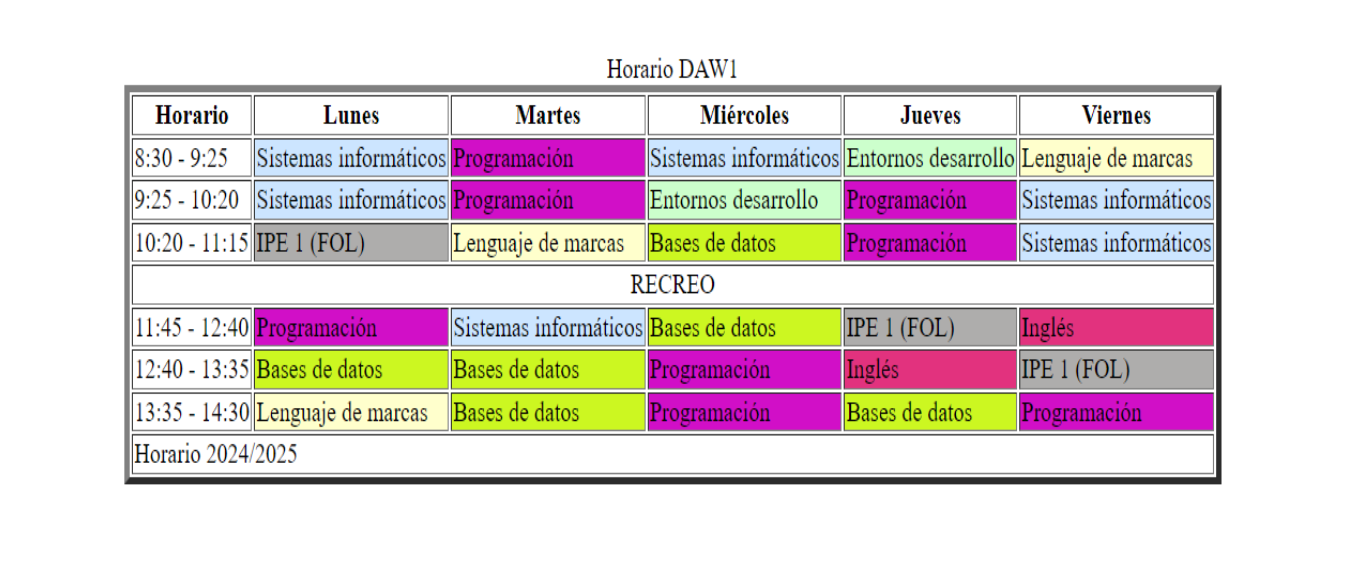 Horario DAW1
Horario Lunes Martes Miércoles Jueves Viernes
8:30 - 9:25 Sistemas informáticos Programación Sistemas informáticos Entornos desarrollo Lenguaje de marcas
9:25 - 10:20 Sistemas informáticos Programación Entornos desarrollo Programación Sistemas informáticos
10:20 - 11:15 IPE 1 (FOL) Lenguaje de marcas Bases de datos Programación Sistemas informáticos
RECREO
11:45 - 12:40 Programación Sistemas informáticos Bases de datos IPE 1 (FOL) Inglés
12:40 - 13:35 Bases de datos Bases de datos Programación Inglés IPE 1 (FOL)
13:35 - 14:30 Lenguaje de marcas Bases de datos Programación Bases de datos Programación
Horario 2024/2025